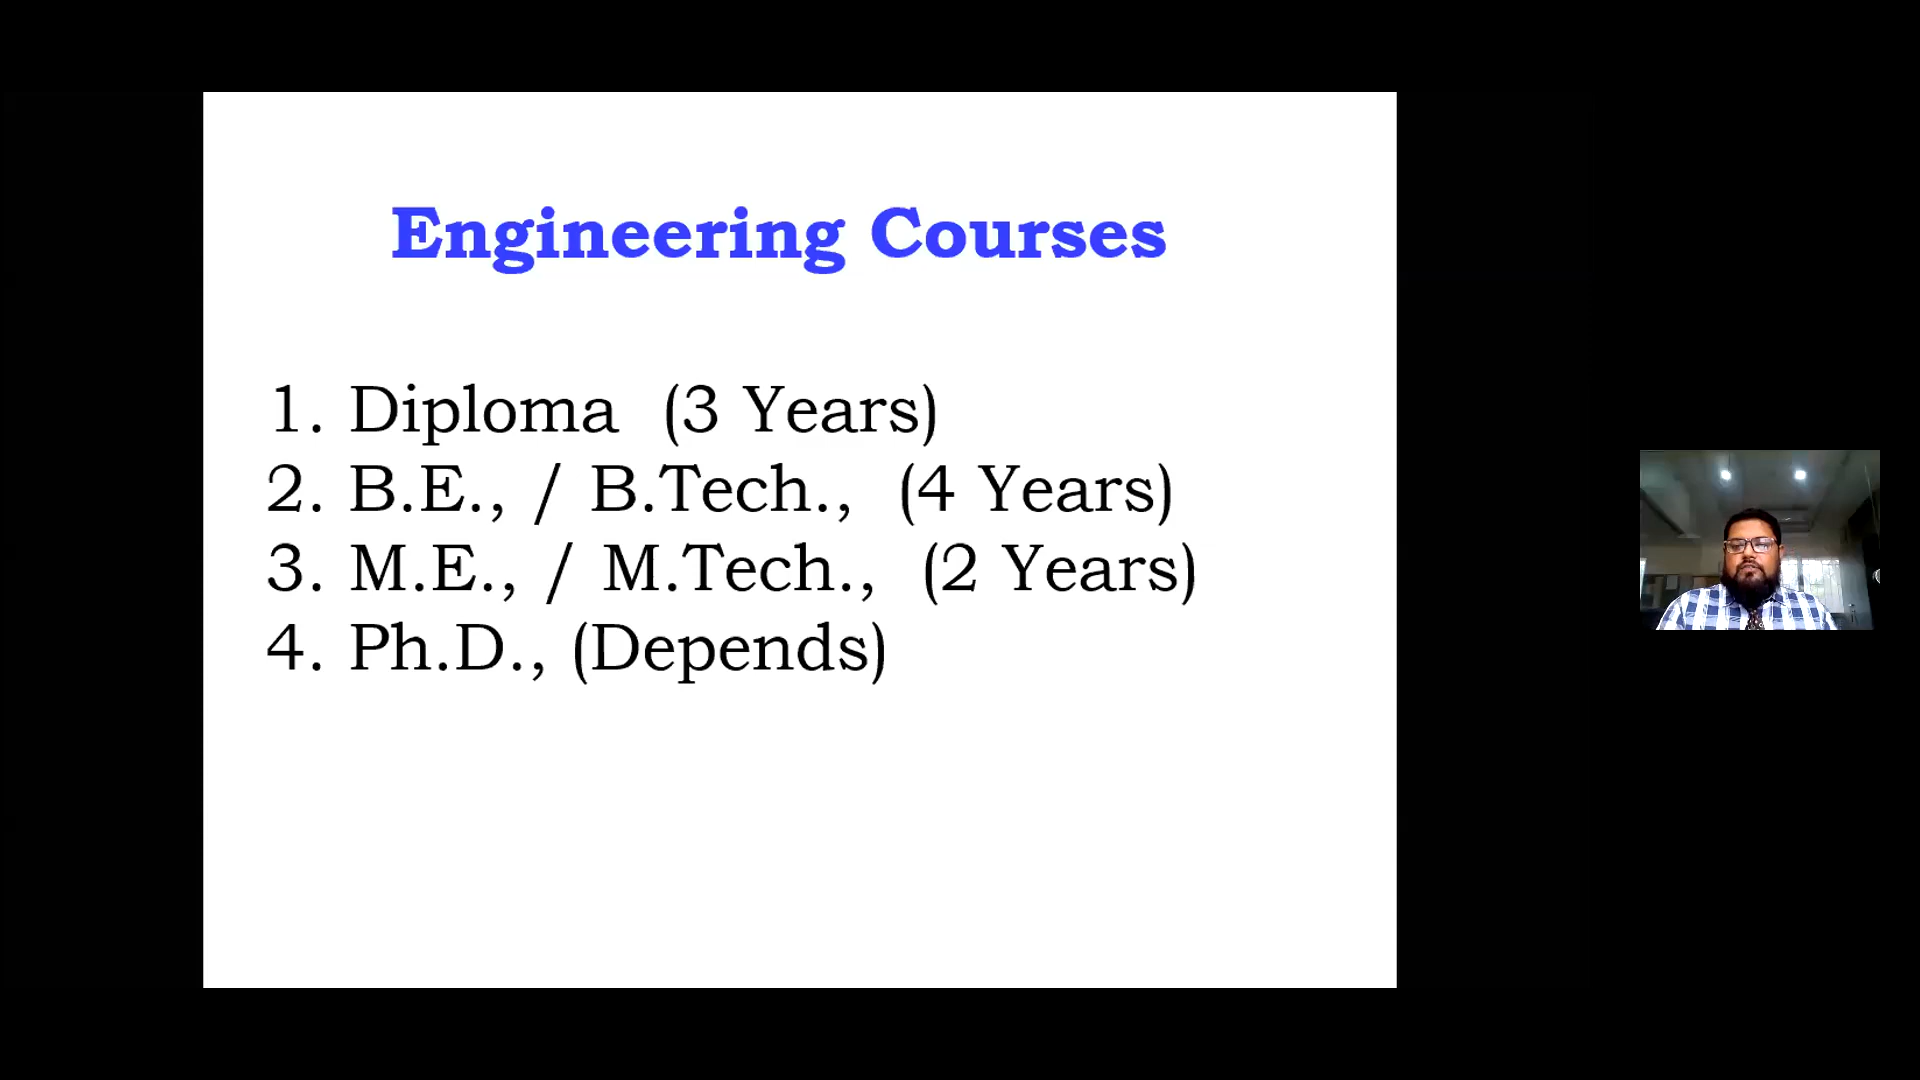 Engineering Courses
1. Diploma (3 Years)
2. B.E., / B.Tech., (4 Years)
3. M.E., / M.Tech., (2 Years)
4. Ph.D., (Depends)